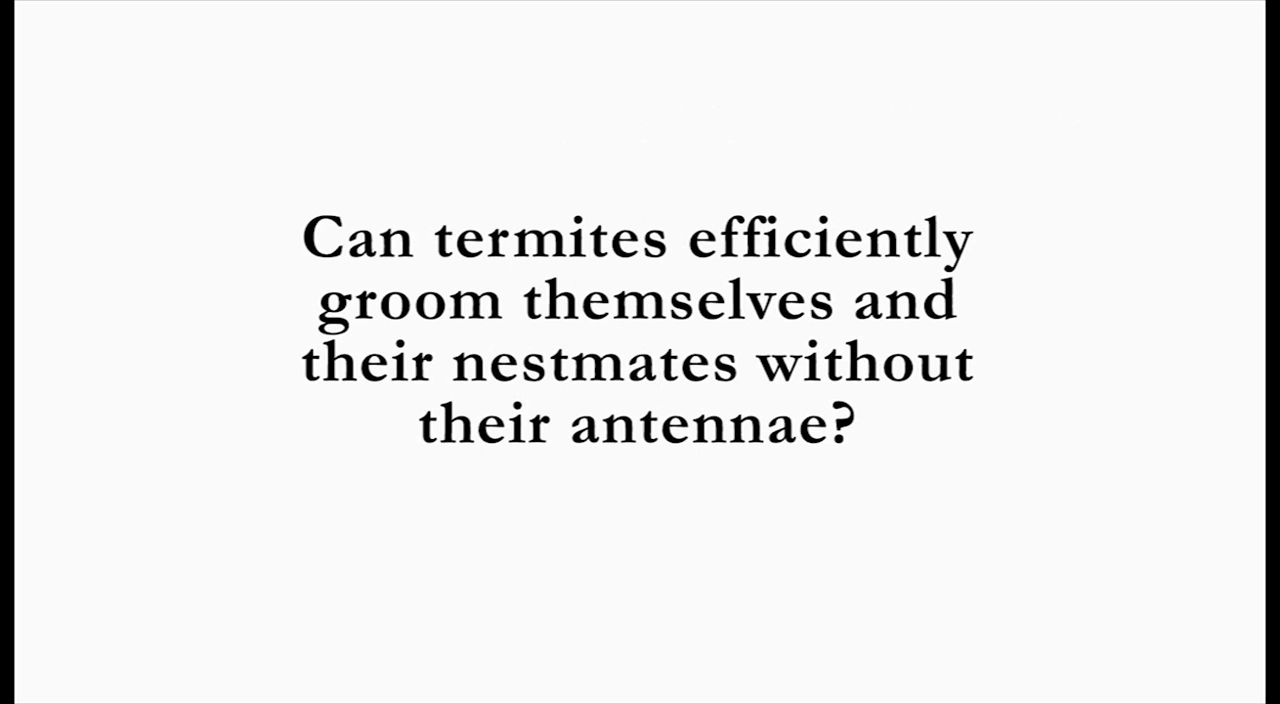 Can termites efficiently
groom themselves and
their nestmates without
their antennae?